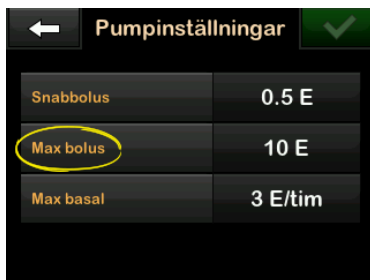 Pumpinställningar
Snabbolus 0.5 E
Max bolus 10 E
Max basal 3 E/tim